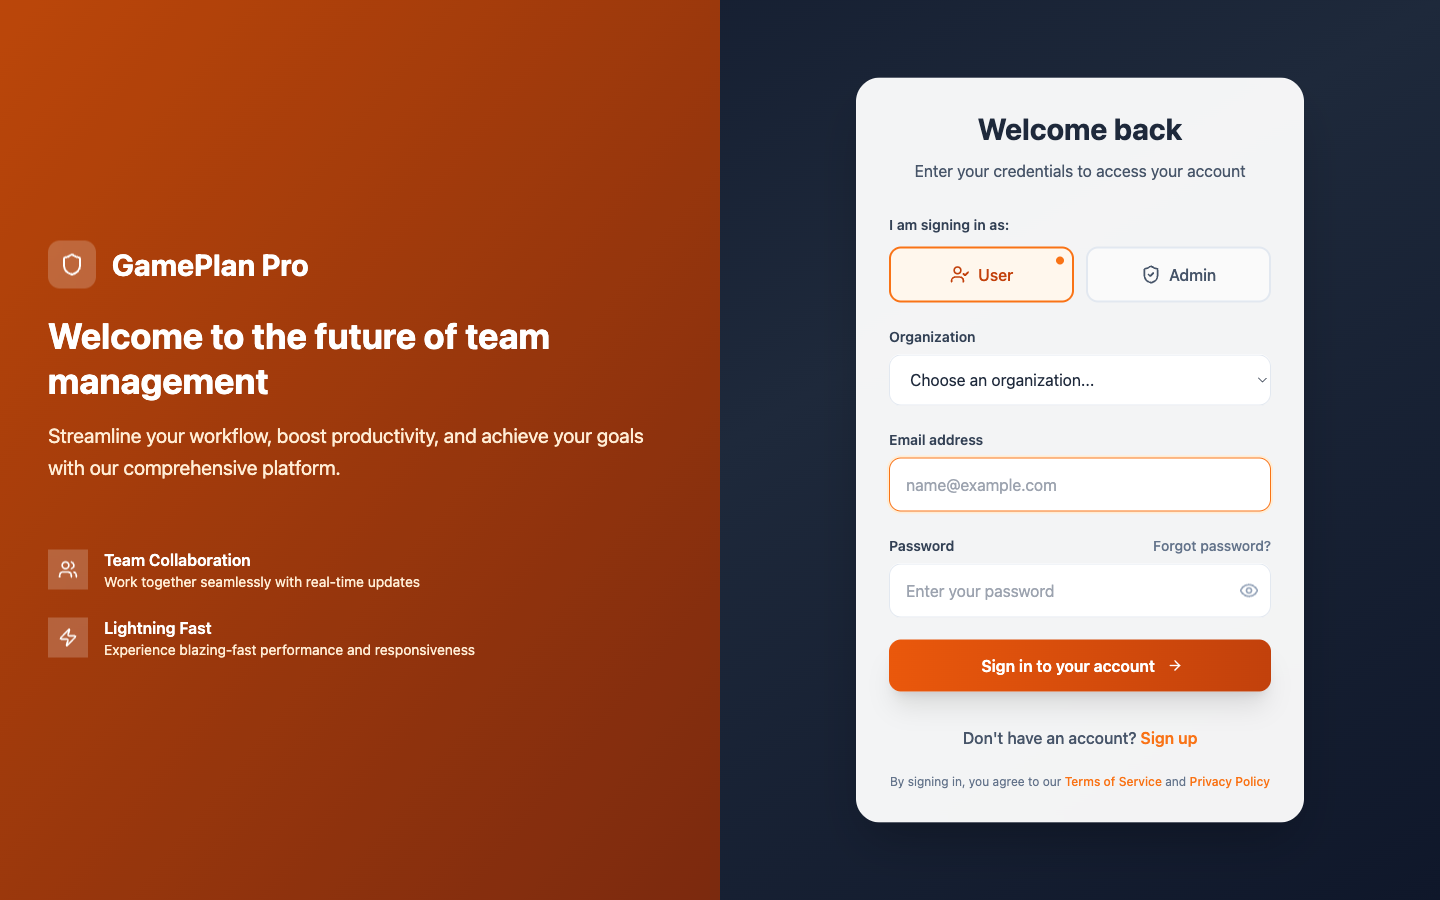 GamePlan Pro
Welcome to the future of team
management
Streamline your workflow, boost productivity, and achieve your goals
with our comprehensive platform.
Team Collaboration
Work together seamlessly with real-time updates
Lightning Fast
Experience blazing-fast performance and responsiveness
Welcome back
Enter your credentials to access your account
I am signing in as:
User
Admin
Organization
Choose an organization...
Email address
name@example.com
Password
Forgot password?
Enter your password
Sign in to your account
Don't have an account? Sign up
By signing in, you agree to our Terms of Service and Privacy Policy